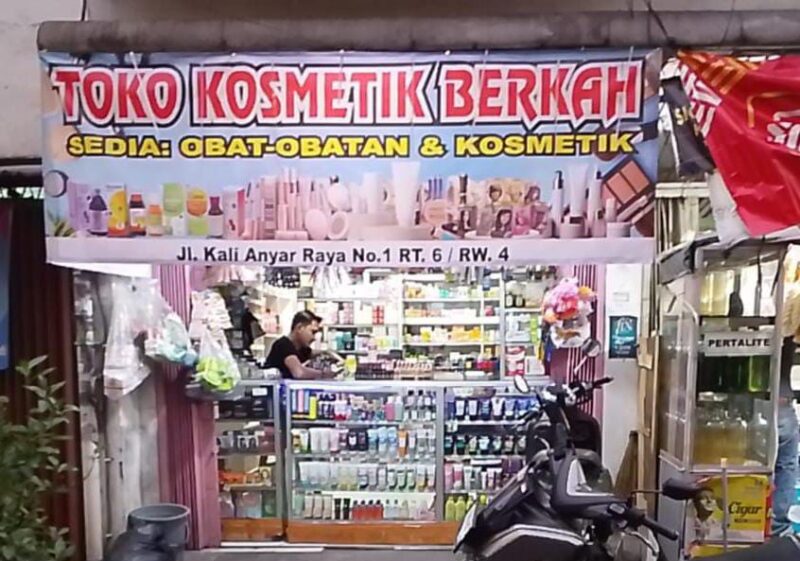 TOKO KOSMETIK BERKAH
SEDIA: OBAT-OBATAN & KOSMETIK
Jl. Kali Anyar Raya No.1 RT. 6 / RW. 4
PERTALITE
Cigar